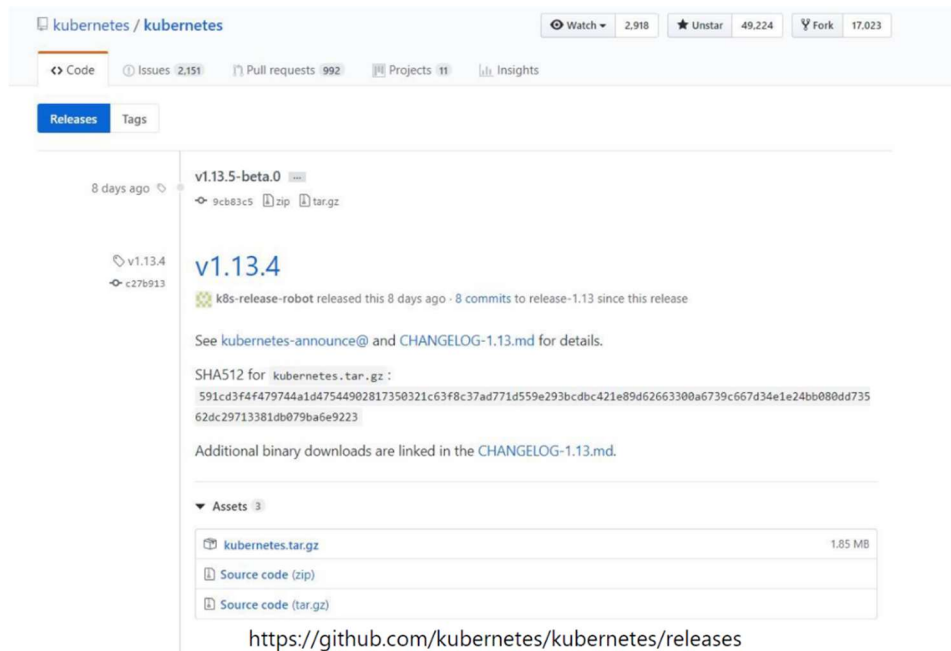 kubernetes / kubernetes
Watch 2,918 Unstar 49,224 Fork 17,023
Code Issues 2,151 Pull requests 992 Projects 11 Insights
Releases Tags
8 days ago
v1.13.5-beta.0 ...
9cb83c5 zip tar.gz
v1.13.4
c27b913
v1.13.4
k8s-release-robot released this 8 days ago · 8 commits to release-1.13 since this release
See kubernetes-announce@ and CHANGELOG-1.13.md for details.
SHA512 for kubernetes.tar.gz:
591cd3f4f479744a1d47544902817350321c63f8c37ad771d559e293bcdbc421e89d62663300a6739c667d34e1e24bb080dd735
62dc29713381db079ba6e9223
Additional binary downloads are linked in the CHANGELOG-1.13.md.
Assets 3
kubernetes.tar.gz 1.85 MB
Source code (zip)
Source code (tar.gz)
https://github.com/kubernetes/kubernetes/releases